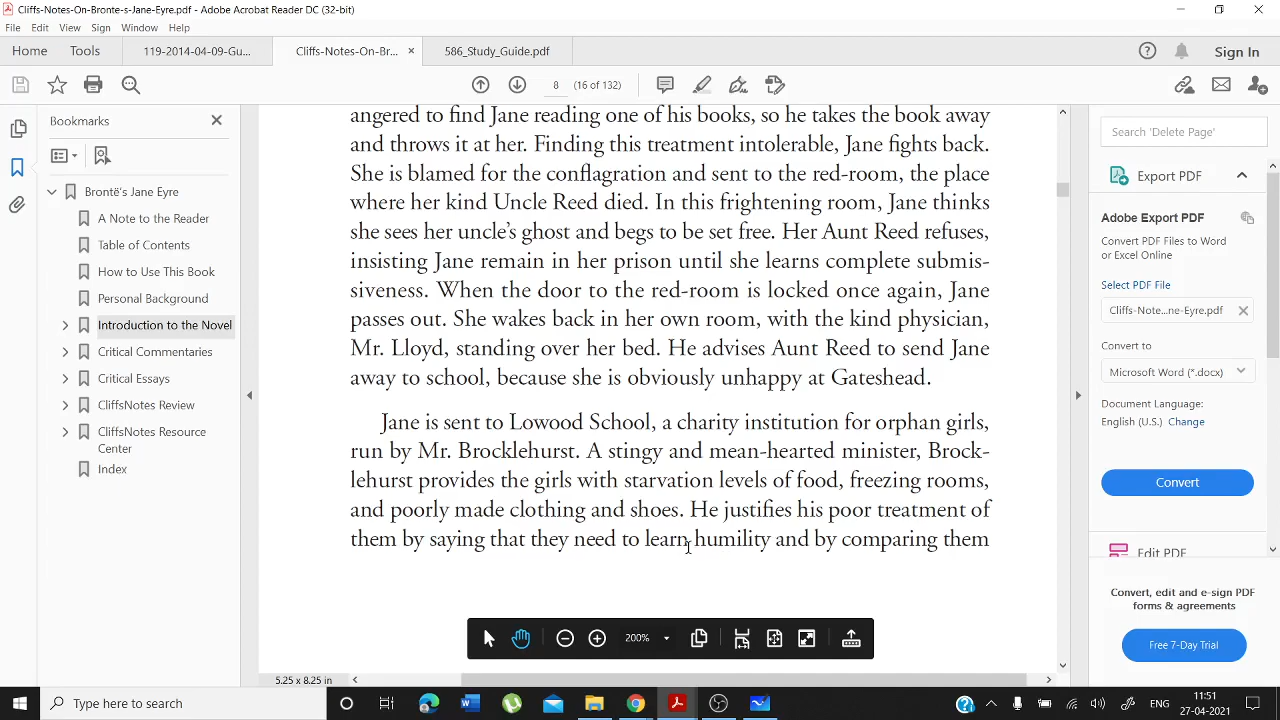 Cliffs-Notes-On-Bronte-s-Jane-Eyre.pdf - Adobe Acrobat Reader DC (32-bit)
File Edit View Sign Window Help
Home Tools 119-2014-04-09-Gu... Cliffs-Notes-On-Br... × 586_Study_Guide.pdf Sign In
8 (16 of 132)
Bookmarks
Brontë's Jane Eyre
A Note to the Reader
Table of Contents
How to Use This Book
Personal Background
Introduction to the Novel
Critical Commentaries
Critical Essays
CliffsNotes Review
CliffsNotes Resource
Center
Index
angered to find Jane reading one of his books, so he takes the book away
and throws it at her. Finding this treatment intolerable, Jane fights back.
She is blamed for the conflagration and sent to the red-room, the place
where her kind Uncle Reed died. In this frightening room, Jane thinks
she sees her uncle's ghost and begs to be set free. Her Aunt Reed refuses,
insisting Jane remain in her prison until she learns complete submis-
siveness. When the door to the red-room is locked once again, Jane
passes out. She wakes back in her own room, with the kind physician,
Mr. Lloyd, standing over her bed. He advises Aunt Reed to send Jane
away to school, because she is obviously unhappy at Gateshead.
Jane is sent to Lowood School, a charity institution for orphan girls,
run by Mr. Brocklehurst. A stingy and mean-hearted minister, Brock-
lehurst provides the girls with starvation levels of food, freezing rooms,
and poorly made clothing and shoes. He justifies his poor treatment of
them by saying that they need to learn humility and by comparing them
200%
5.25 x 8.25 in
Search 'Delete Page'
Export PDF
Adobe Export PDF
Convert PDF Files to Word
or Excel Online
Select PDF File
Cliffs-Note...ne-Eyre.pdf
Convert to
Microsoft Word (*.docx)
Document Language:
English (U.S.) Change
Convert
Edit PDF
Convert, edit and e-sign PDF
forms & agreements
Free 7-Day Trial
Type here to search
ENG
11:51
27-04-2021